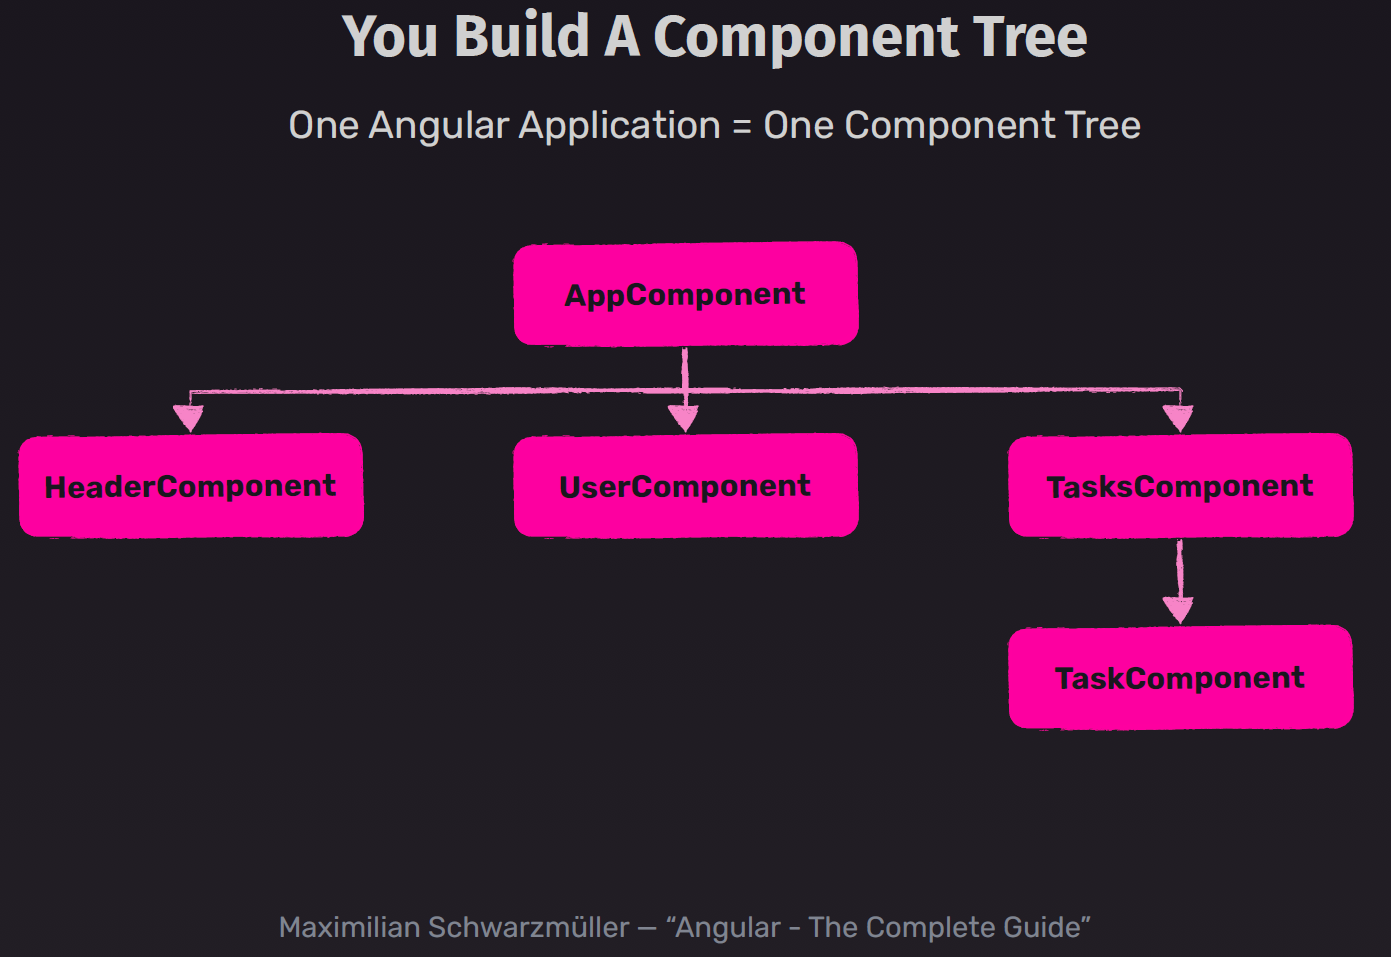 You Build A Component Tree
One Angular Application = One Component Tree
AppComponent
HeaderComponent
UserComponent
TasksComponent
TaskComponent
Maximilian Schwarzmüller – “Angular - The Complete Guide”